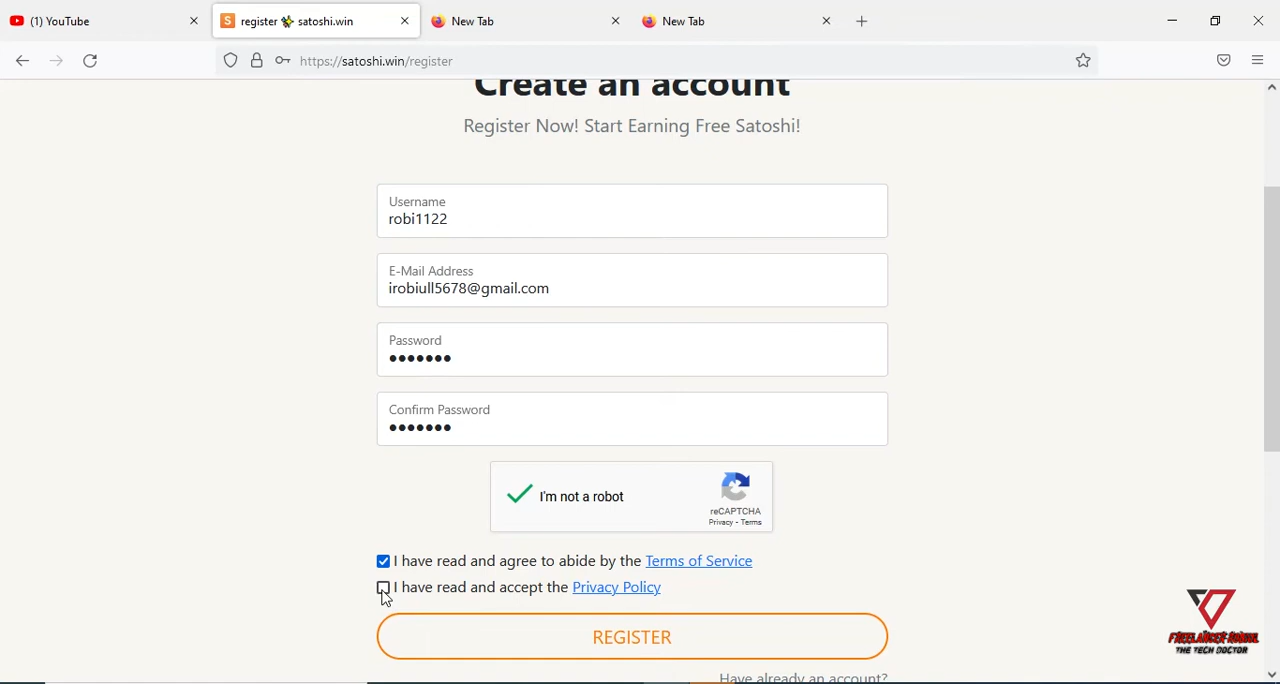 (1) YouTube
register satoshi.win
New Tab
New Tab
https://satoshi.win/register
Create an account
Register Now! Start Earning Free Satoshi!
Username
robi1122
E-Mail Address
irobiull5678@gmail.com
Password
Confirm Password
I'm not a robot
reCAPTCHA
Privacy - Terms
I have read and agree to abide by the Terms of Service
I have read and accept the Privacy Policy
REGISTER
Have already an account?
THE TECH DOCTOR